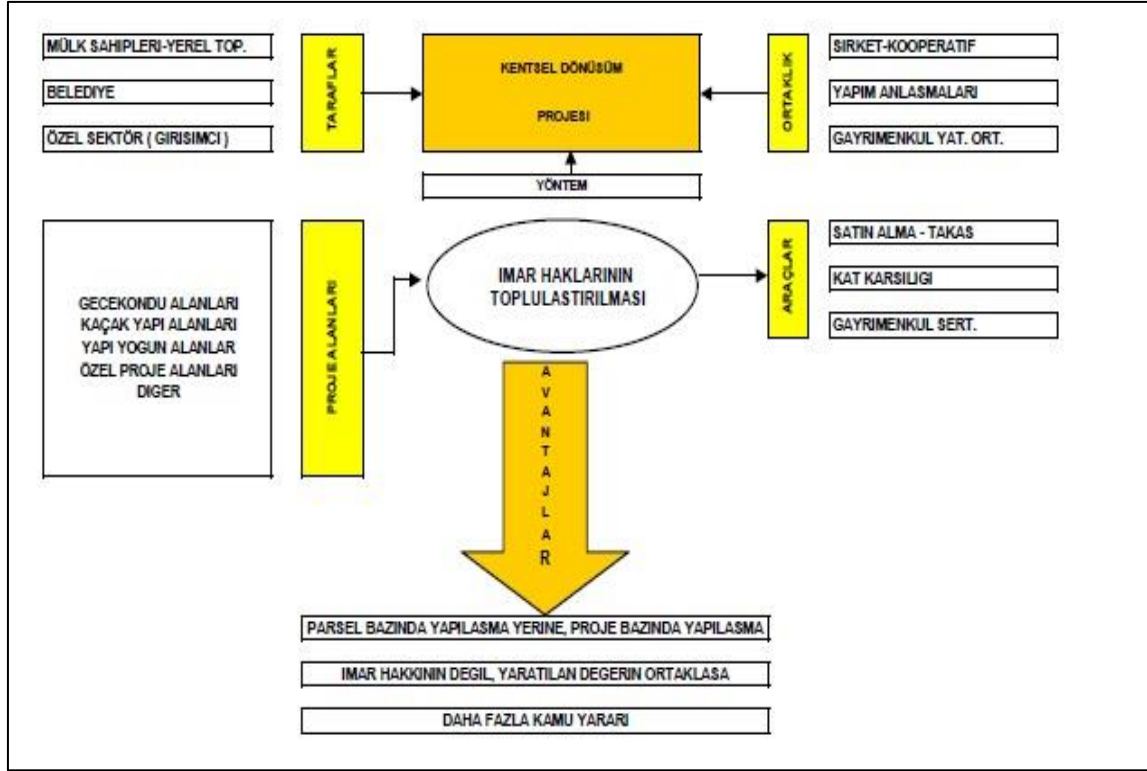 MÜLK SAHIPLERI-YEREL TOP.
BELEDIYE
ÖZEL SEKTÖR ( GIRISIMCI )
TARAFLAR
KENTSEL DÖNÜSÜM
PROJESI
ORTAKLIK
SIRKET-KOOPERATIF
YAPIM ANLASMALARI
GAYRIMENKUL YAT. ORT.
YÖNTEM
GECEKONDU ALANLARI
KAÇAK YAPI ALANLARI
YAPI YOGUN ALANLAR
ÖZEL PROJE ALANLARI
DIGER
PROJE ALANLARI
IMAR HAKLARININ
TOPLULASTIRILMASI
ARAÇLAR
SATIN ALMA - TAKAS
KAT KARSILIGI
GAYRIMENKUL SERT.
AVANTAJLAR
PARSEL BAZINDA YAPILASMA YERINE, PROJE BAZINDA YAPILASMA
IMAR HAKKININ DEGIL, YARATILAN DEGERIN ORTAKLASA
DAHA FAZLA KAMU YARARI